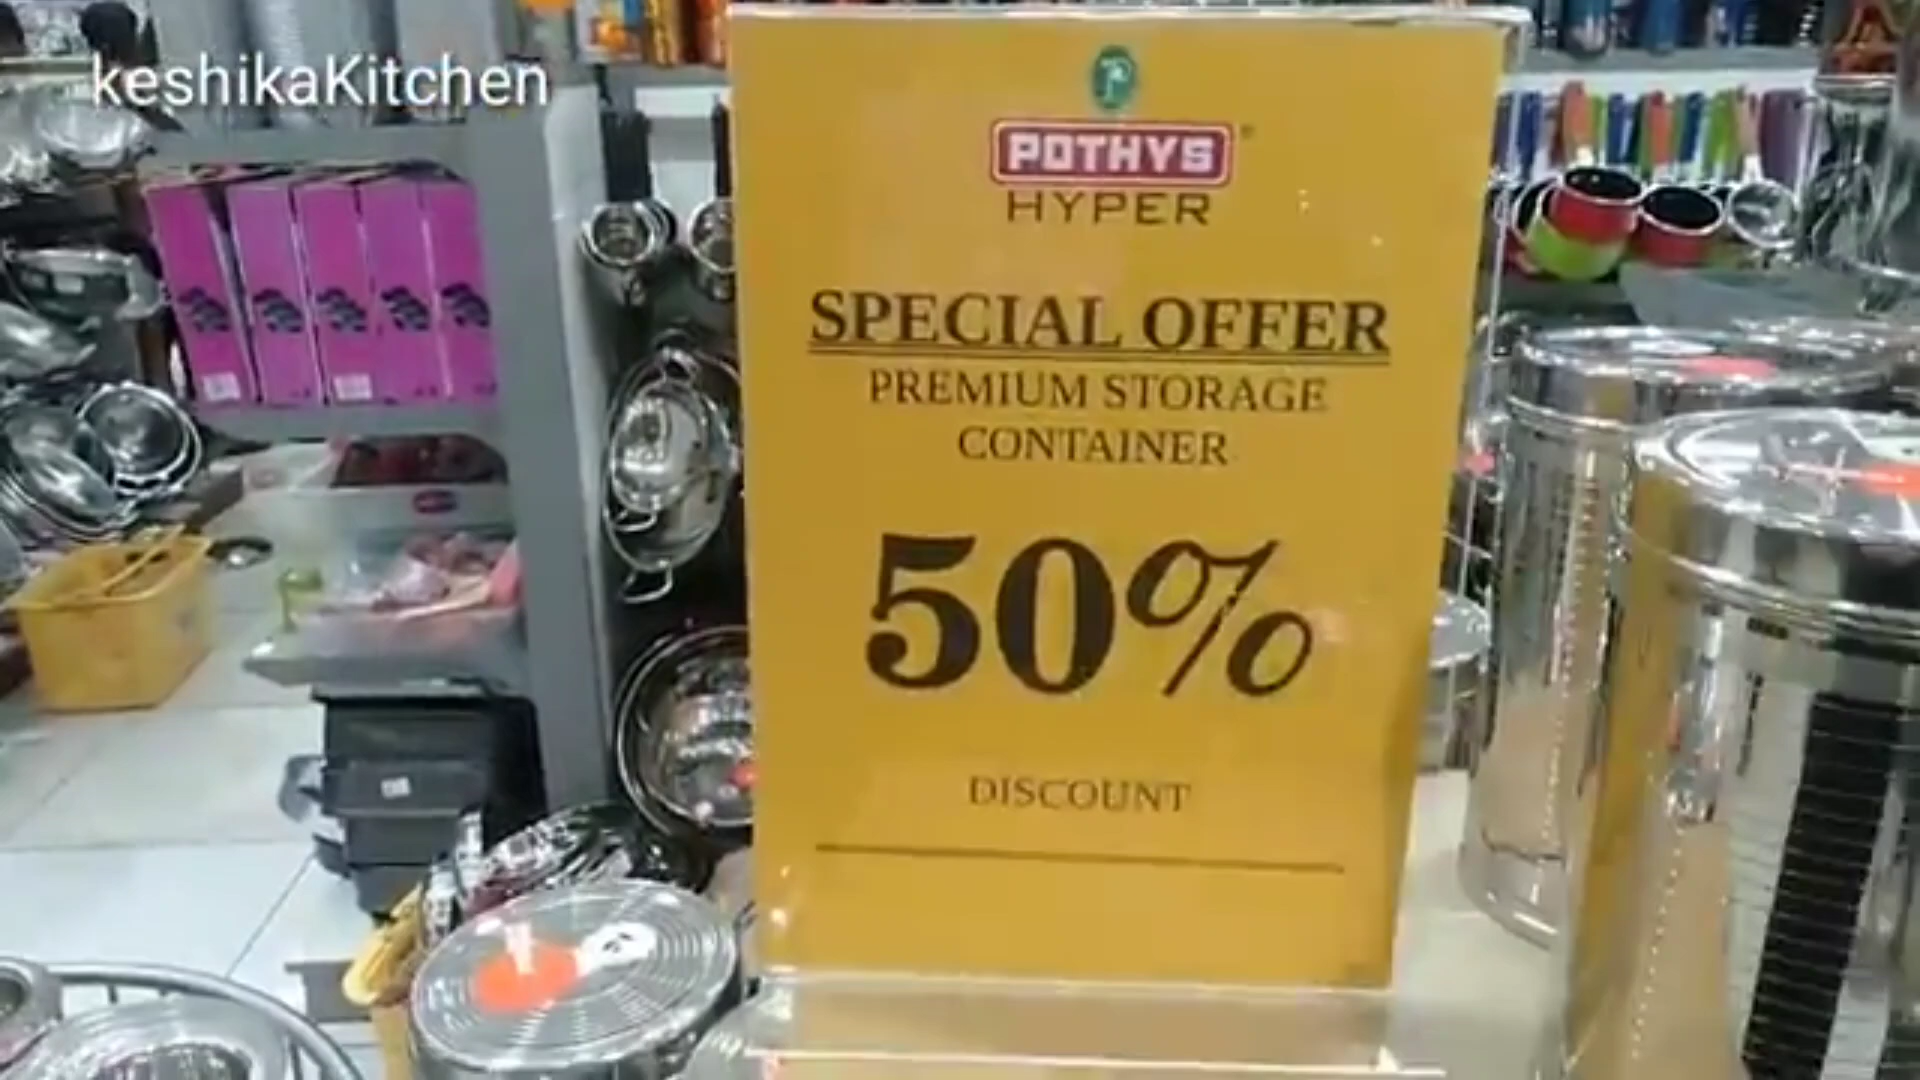 keshikaKitchen
POTHYS
HYPER
SPECIAL OFFER
PREMIUM STORAGE
CONTAINER
50%
DISCOUNT